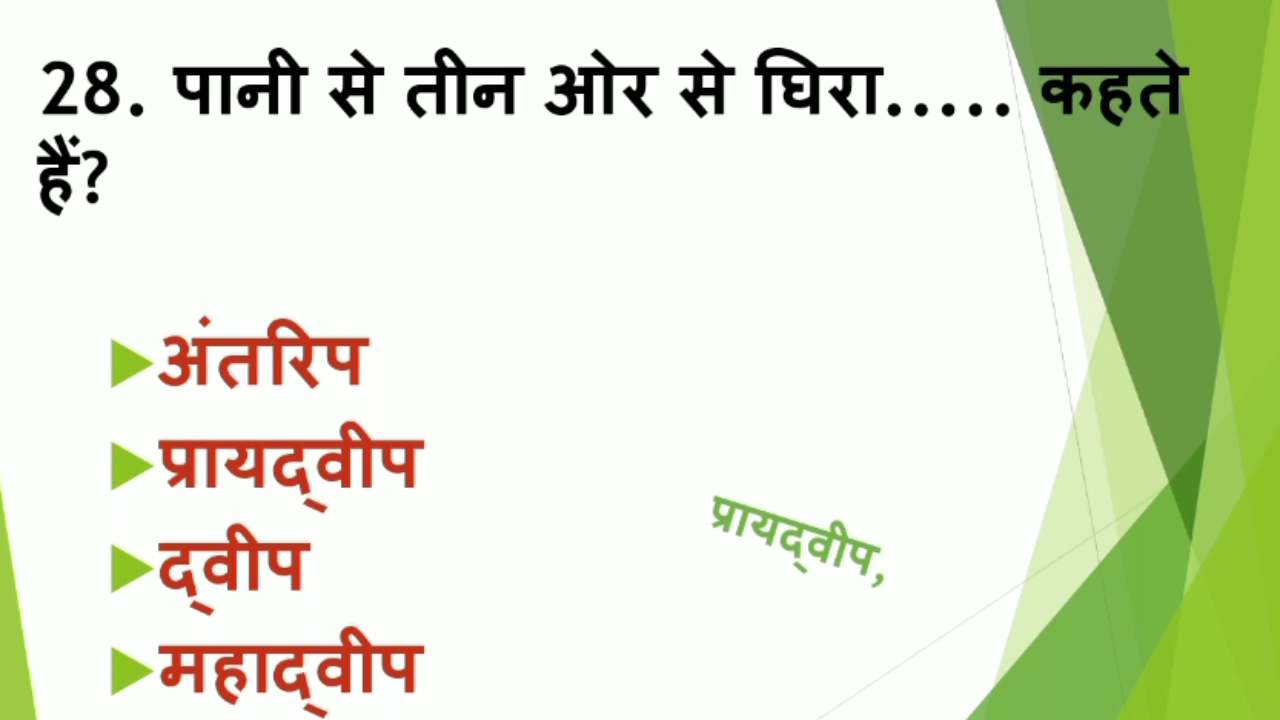 28. पानी से तीन ओर से घिरा..... कहते
हैं?
अंतरिप
प्रायद्वीप
प्रायद्वीप,
द्वीप
महाद्वीप